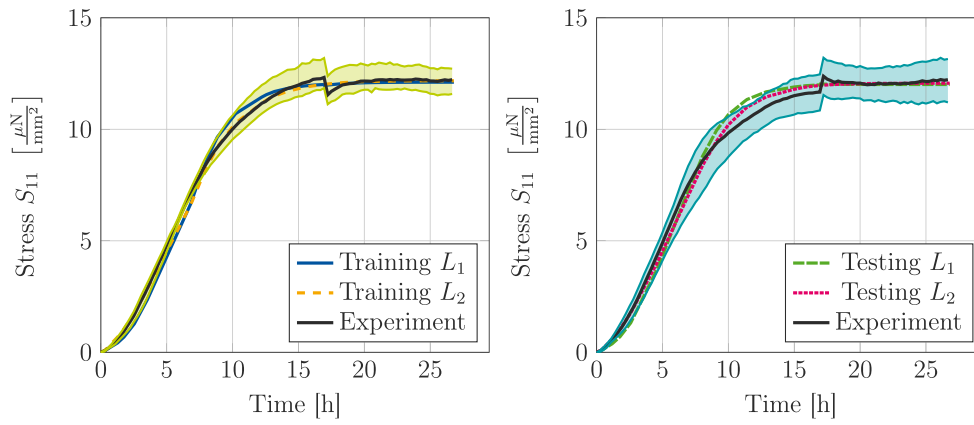 15
10
5
0
Stress S₁₁ [μN/mm²]
Training L₁
Training L₂
Experiment
0 5 10 15 20 25
Time [h]
15
10
5
0
Stress S₁₁ [μN/mm²]
Testing L₁
Testing L₂
Experiment
0 5 10 15 20 25
Time [h]